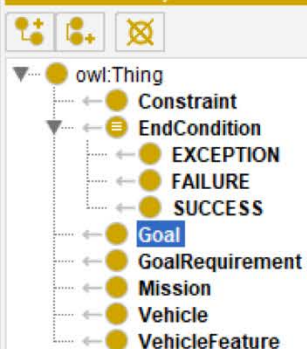 owl:Thing
Constraint
EndCondition
EXCEPTION
FAILURE
SUCCESS
Goal
GoalRequirement
Mission
Vehicle
VehicleFeature